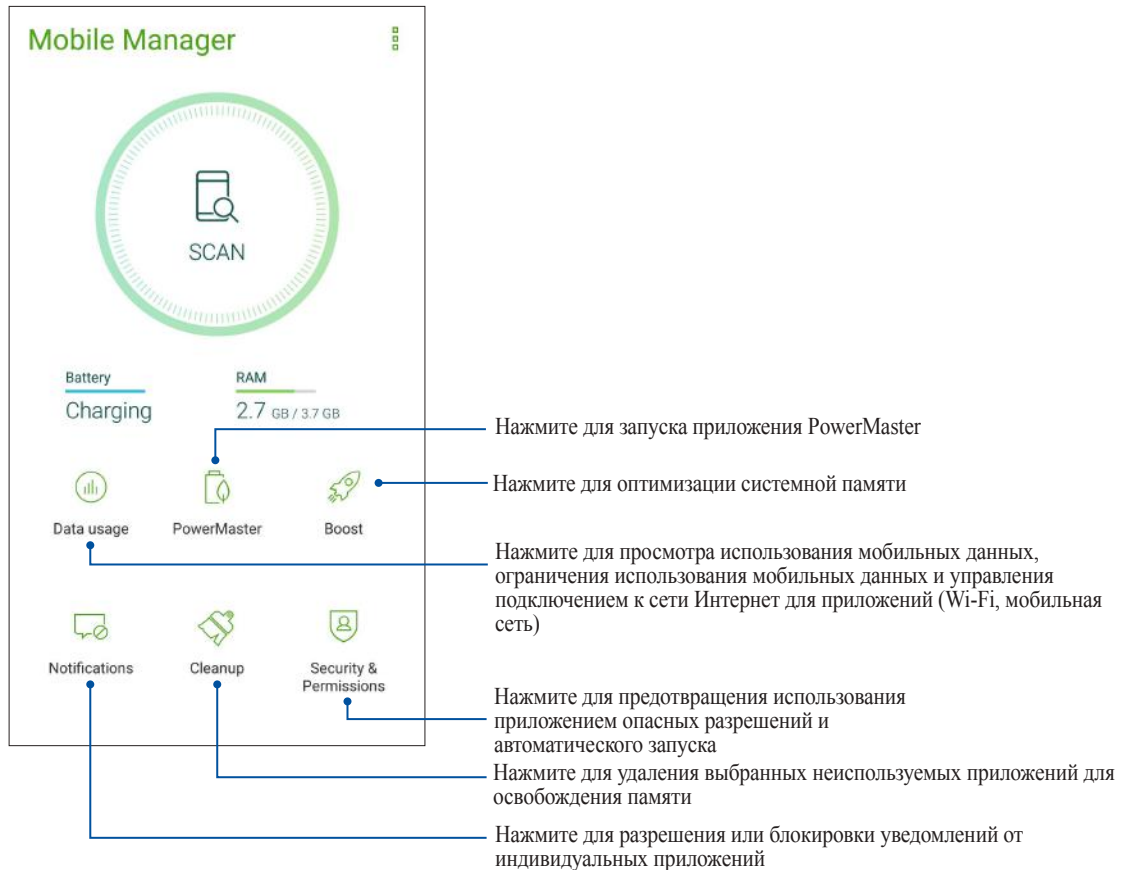 Mobile Manager
SCAN
Battery
RAM
Charging
2.7 GB / 3.7 GB
Нажмите для запуска приложения PowerMaster
Нажмите для оптимизации системной памяти
Data usage
PowerMaster
Boost
Нажмите для просмотра использования мобильных данных,
ограничения использования мобильных данных и управления
подключением к сети Интернет для приложений (Wi-Fi, мобильная
сеть)
Notifications
Cleanup
Security &
Permissions
Нажмите для предотвращения использования
приложением опасных разрешений и
автоматического запуска
Нажмите для удаления выбранных неиспользуемых приложений для
освобождения памяти
Нажмите для разрешения или блокировки уведомлений от
индивидуальных приложений